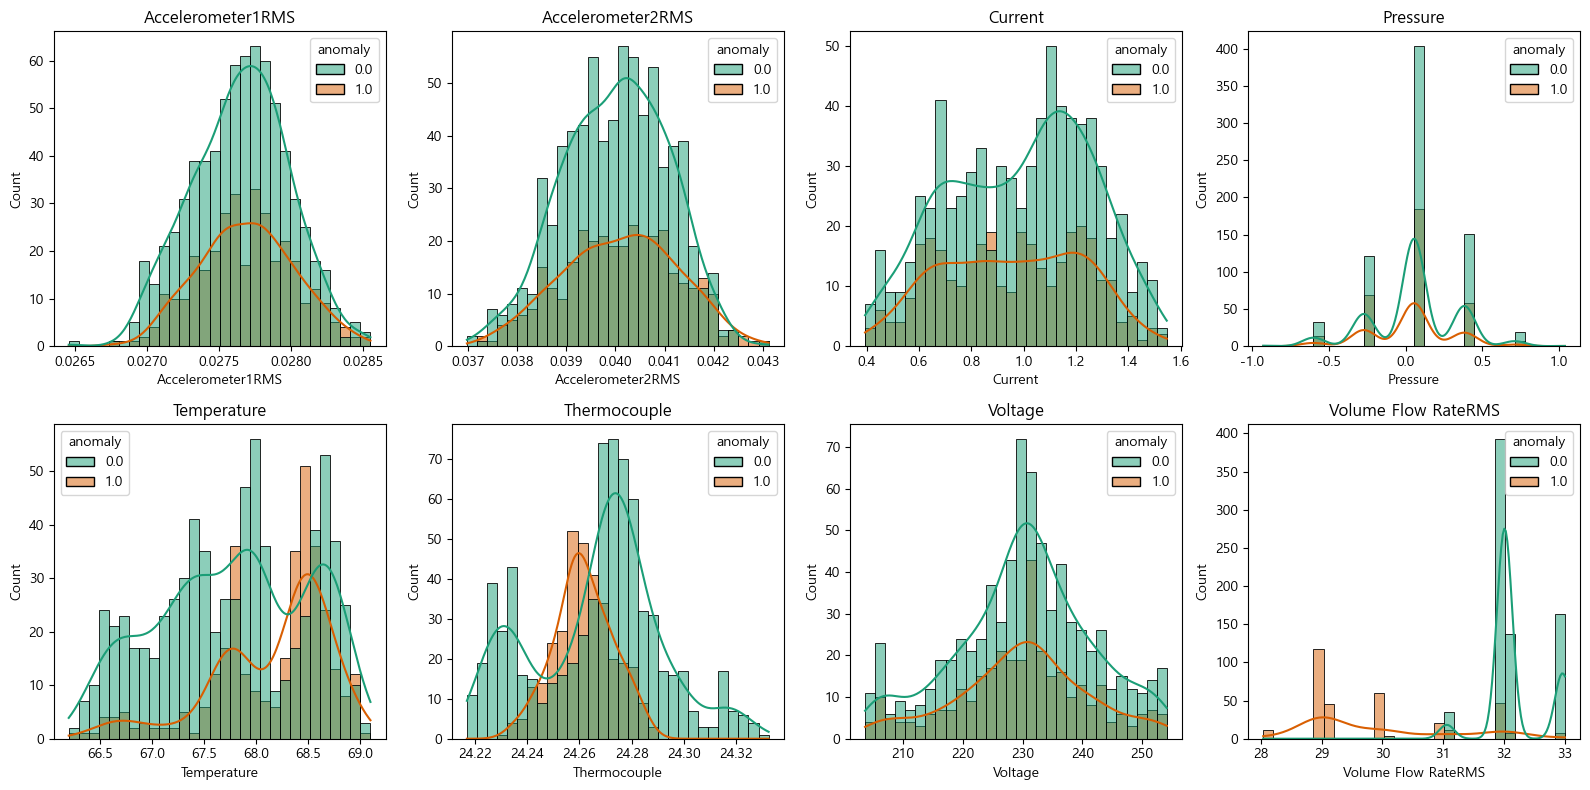 Accelerometer1RMS
Count
60
50
40
30
20
10
0
anomaly
0.0
1.0
0.0265 0.0270 0.0275 0.0280 0.0285
Accelerometer1RMS
Accelerometer2RMS
Count
50
40
30
20
10
0
anomaly
0.0
1.0
0.037 0.038 0.039 0.040 0.041 0.042 0.043
Accelerometer2RMS
Current
Count
50
40
30
20
10
0
anomaly
0.0
1.0
0.4 0.6 0.8 1.0 1.2 1.4 1.6
Current
Pressure
Count
400
350
300
250
200
150
100
50
0
anomaly
0.0
1.0
-1.0 -0.5 0.0 0.5 1.0
Pressure
Temperature
Count
50
40
30
20
10
0
anomaly
0.0
1.0
66.5 67.0 67.5 68.0 68.5 69.0
Temperature
Thermocouple
Count
70
60
50
40
30
20
10
0
anomaly
0.0
1.0
24.22 24.24 24.26 24.28 24.30 24.32
Thermocouple
Voltage
Count
70
60
50
40
30
20
10
0
anomaly
0.0
1.0
210 220 230 240 250
Voltage
Volume Flow RateRMS
Count
400
350
300
250
200
150
100
50
0
anomaly
0.0
1.0
28 29 30 31 32 33
Volume Flow RateRMS